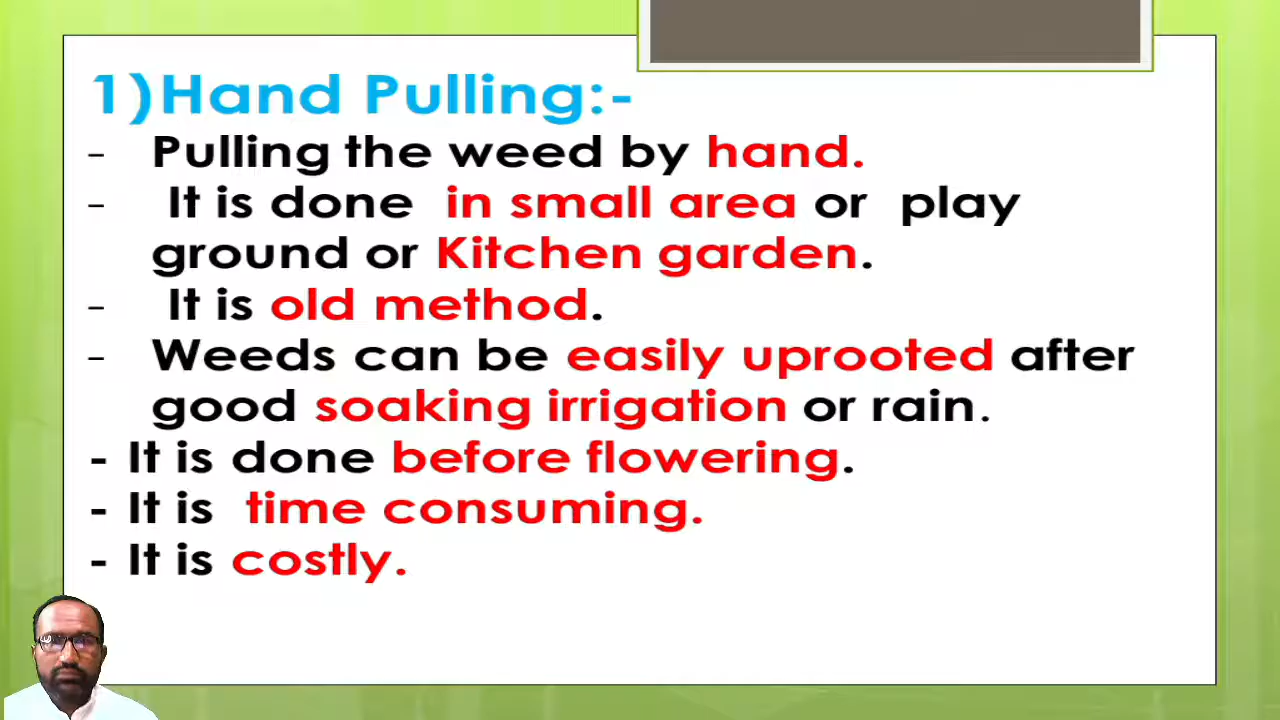 1)Hand Pulling:-
- Pulling the weed by hand.
- It is done in small area or play
ground or Kitchen garden.
- It is old method.
- Weeds can be easily uprooted after
good soaking irrigation or rain.
- It is done before flowering.
- It is time consuming.
- It is costly.